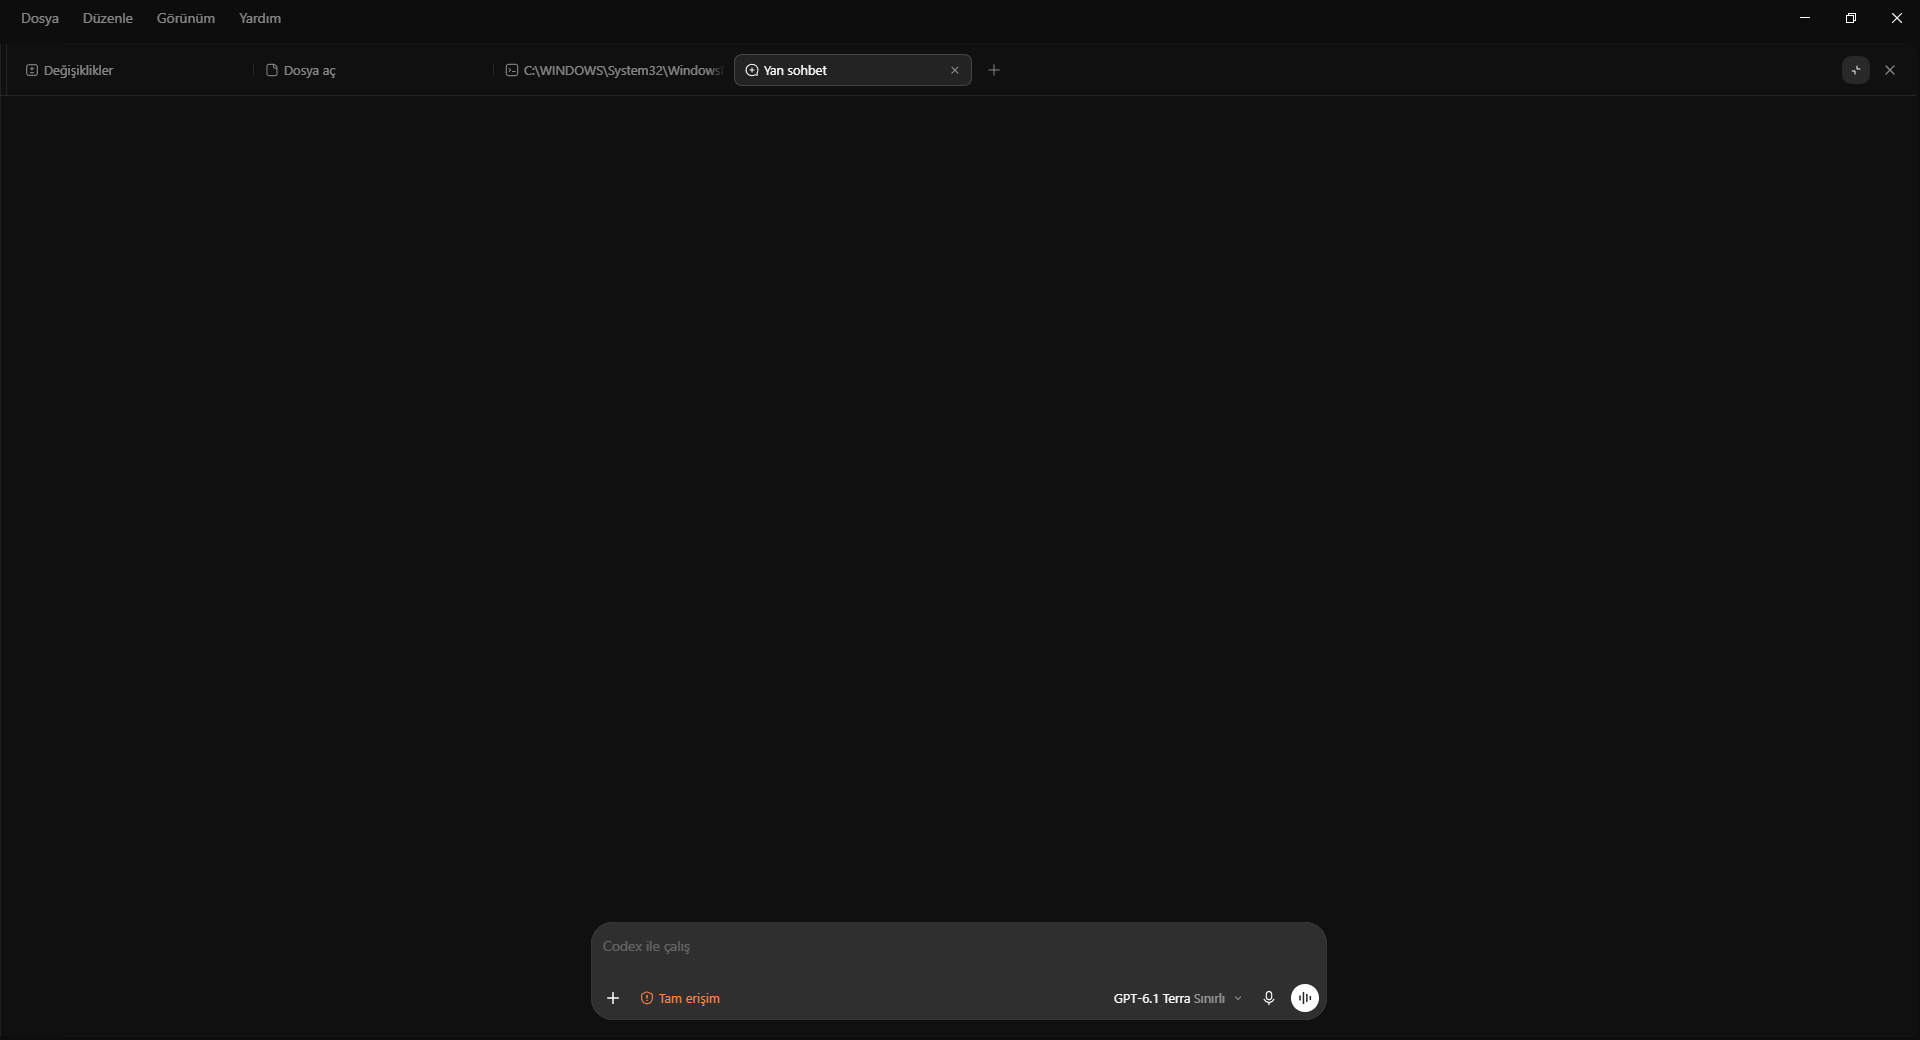 Dosya Düzenle Görünüm Yardım
Değişiklikler Dosya aç C:\WINDOWS\System32\Windows Yan sohbet
Codex ile çalış
Tam erişim GPT-6.1 Terra Sınırlı